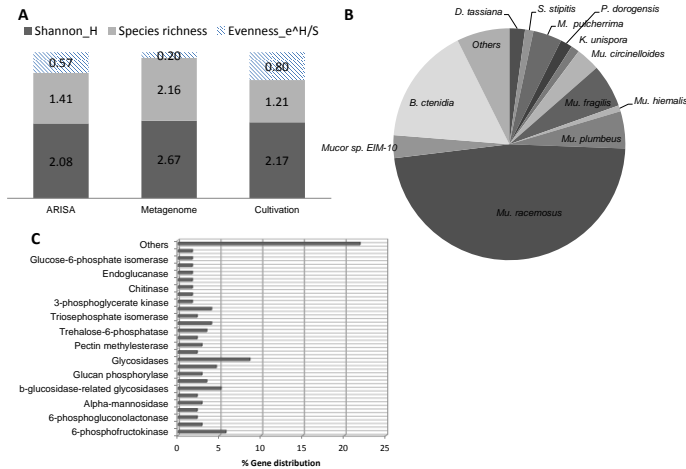 A
Shannon_H
Species richness
Evenness_e^H/S
0.57
0.20
0.80
1.41
2.16
1.21
2.08
2.67
2.17
ARISA
Metagenome
Cultivation
B
D. tassiana
S. stipitis
P. dorogensis
M. pulcherrima
K. unispora
Mu. circinelloides
Others
B. ctenidia
Mu. fragilis
Mu. hiemalis
Mu. plumbeus
Mucor sp. EIM-10
Mu. racemosus
C
Others
Glucose-6-phosphate isomerase
Endoglucanase
Chitinase
3-phosphoglycerate kinase
Triosephosphate isomerase
Trehalose-6-phosphatase
Pectin methylesterase
Glycosidases
Glucan phosphorylase
b-glucosidase-related glycosidases
Alpha-mannosidase
6-phosphogluconolactonase
6-phosphofructokinase
0 5 10 15 20 25
% Gene distribution